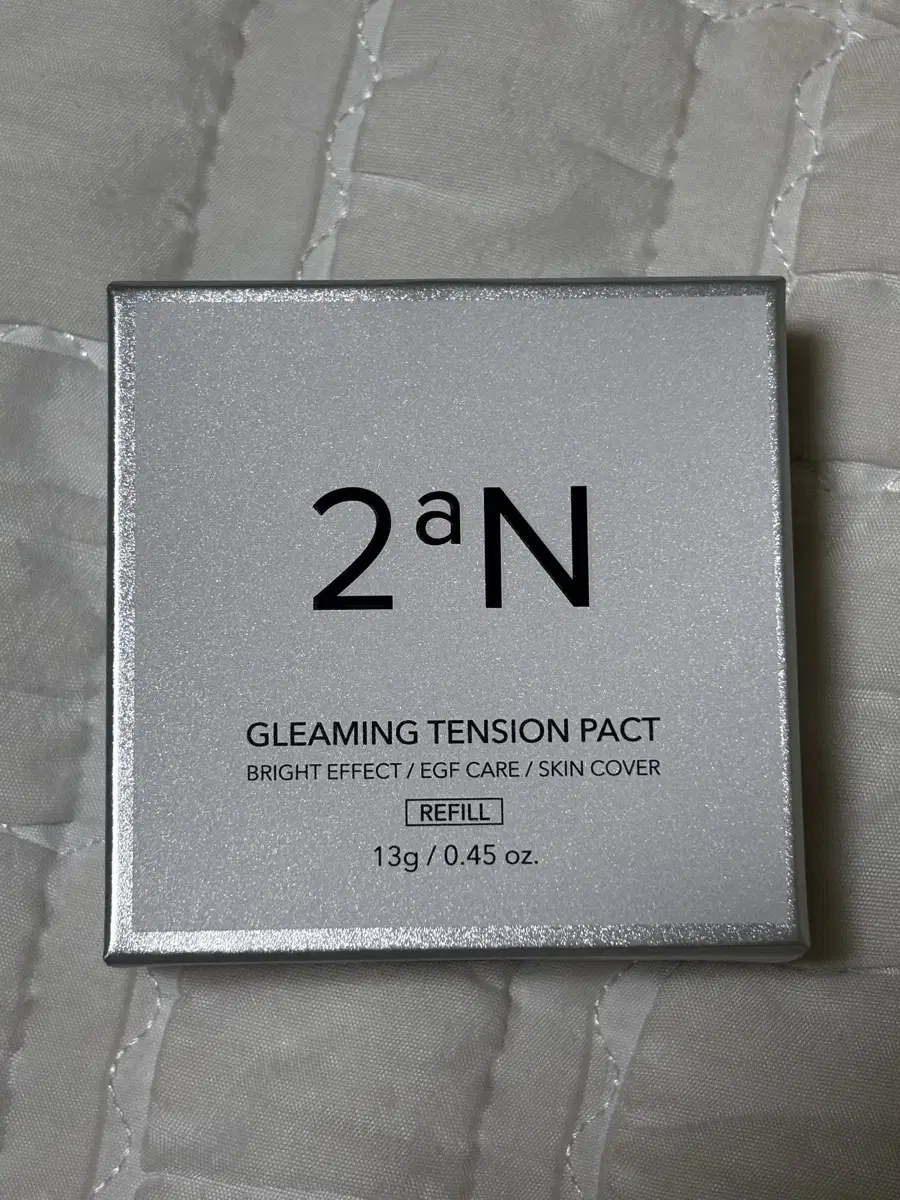 2aN
GLEAMING TENSION PACT
BRIGHT EFFECT / EGF CARE / SKIN COVER
REFILL
13g / 0.45 oz.